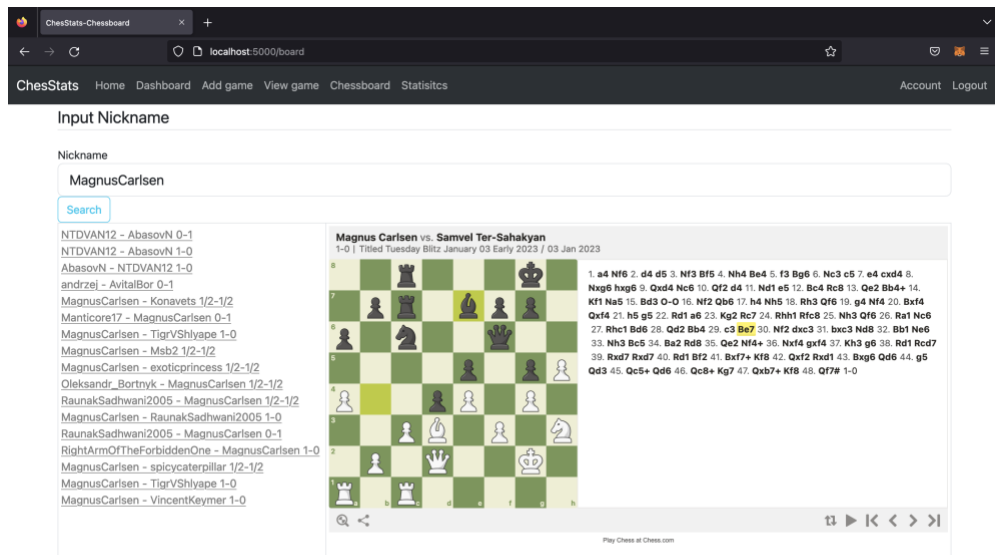 ChesStats-Chessboard
localhost:5000/board
ChesStats Home Dashboard Add game View game Chessboard Statisitcs Account Logout
Input Nickname
Nickname
MagnusCarlsen
Search
NTDVAN12 - AbasovN 0-1
NTDVAN12 - AbasovN 1-0
AbasovN - NTDVAN12 1-0
andrzej - AvitalBor 0-1
MagnusCarlsen - Konavets 1/2-1/2
Manticore17 - MagnusCarlsen 0-1
MagnusCarlsen - TigrVShlyape 1-0
MagnusCarlsen - Msb2 1/2-1/2
MagnusCarlsen - exoticprincess 1/2-1/2
Oleksandr_Bortnyk - MagnusCarlsen 1/2-1/2
RaunakSadhwani2005 - MagnusCarlsen 1/2-1/2
MagnusCarlsen - RaunakSadhwani2005 1-0
RaunakSadhwani2005 - MagnusCarlsen 0-1
RightArmOfTheForbiddenOne - MagnusCarlsen 1-0
MagnusCarlsen - spicycaterpillar 1/2-1/2
MagnusCarlsen - TigrVShlyape 1-0
MagnusCarlsen - VincentKeymer 1-0
Magnus Carlsen vs. Samvel Ter-Sahakyan
1-0 | Titled Tuesday Blitz January 03 Early 2023 / 03 Jan 2023
8
7
6
5
4
3
2
1
a b c d e f g h
1. a4 Nf6 2. d4 d5 3. Nf3 Bf5 4. Nh4 Be4 5. f3 Bg6 6. Nc3 c5 7. e4 cxd4 8.
Nxg6 hxg6 9. Qxd4 Nc6 10. Qf2 d4 11. Nd1 e5 12. Bc4 Rc8 13. Qe2 Bb4+ 14.
Kf1 Na5 15. Bd3 O-O 16. Nf2 Qb6 17. h4 Nh5 18. Rh3 Qf6 19. g4 Nf4 20. Bxf4
Qxf4 21. h5 g5 22. Rd1 a6 23. Kg2 Rc7 24. Rhh1 Rfc8 25. Nh3 Qf6 26. Ra1 Nc6
27. Rhc1 Bd6 28. Qd2 Bb4 29. c3 Be7 30. Nf2 dxc3 31. bxc3 Nd8 32. Bb1 Ne6
33. Nh3 Bc5 34. Ba2 Rd8 35. Qe2 Nf4+ 36. Nxf4 gxf4 37. Kh3 g6 38. Rd1 Rcd7
39. Rxd7 Rxd7 40. Rd1 Bf2 41. Bxf7+ Kf8 42. Qxf2 Rxd1 43. Bxg6 Qd6 44. g5
Qd3 45. Qc5+ Qd6 46. Qc8+ Kg7 47. Qxb7+ Kf8 48. Qf7# 1-0
Play Chess at Chess.com